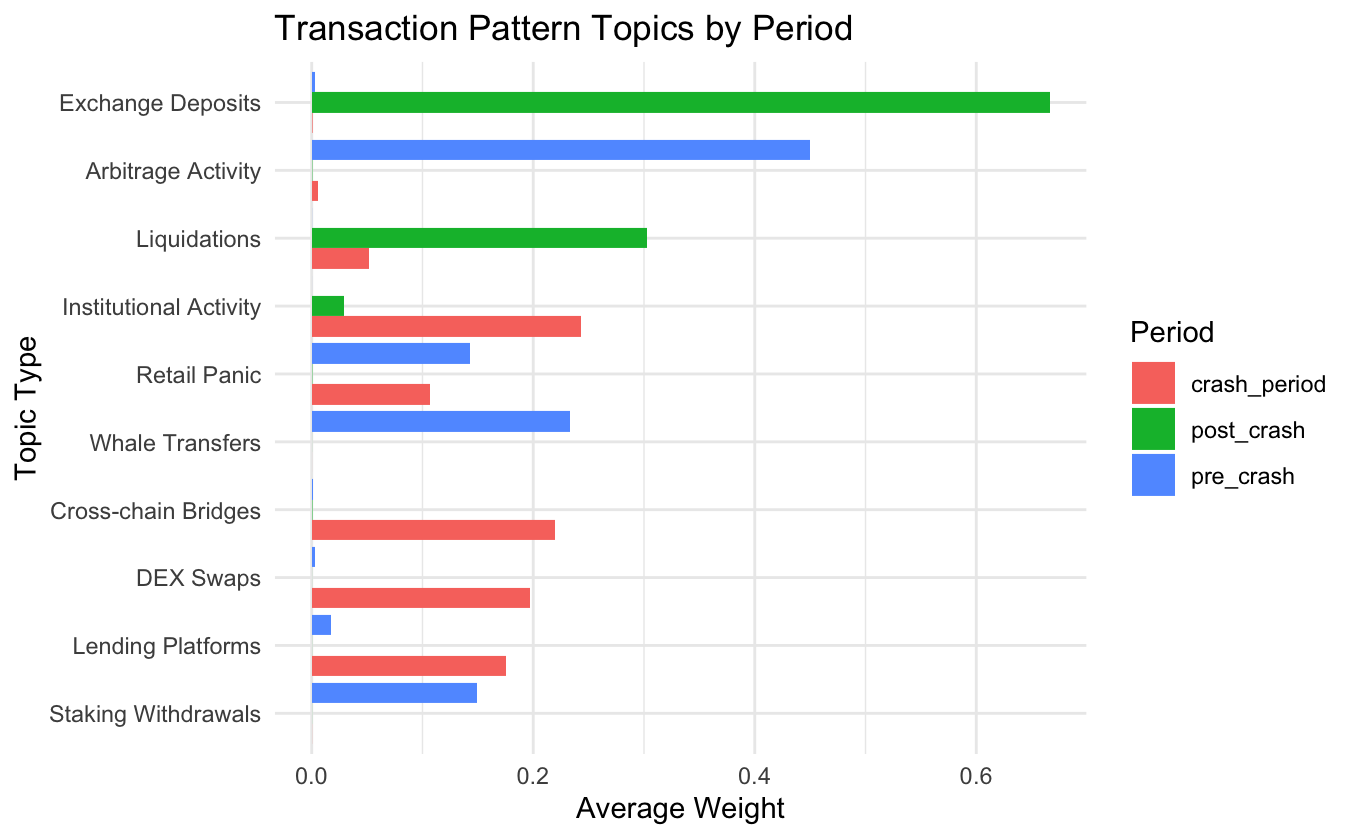 Transaction Pattern Topics by Period
Topic Type
Exchange Deposits
Arbitrage Activity
Liquidations
Institutional Activity
Retail Panic
Whale Transfers
Cross-chain Bridges
DEX Swaps
Lending Platforms
Staking Withdrawals
0.0 0.2 0.4 0.6
Average Weight
Period
crash_period
post_crash
pre_crash